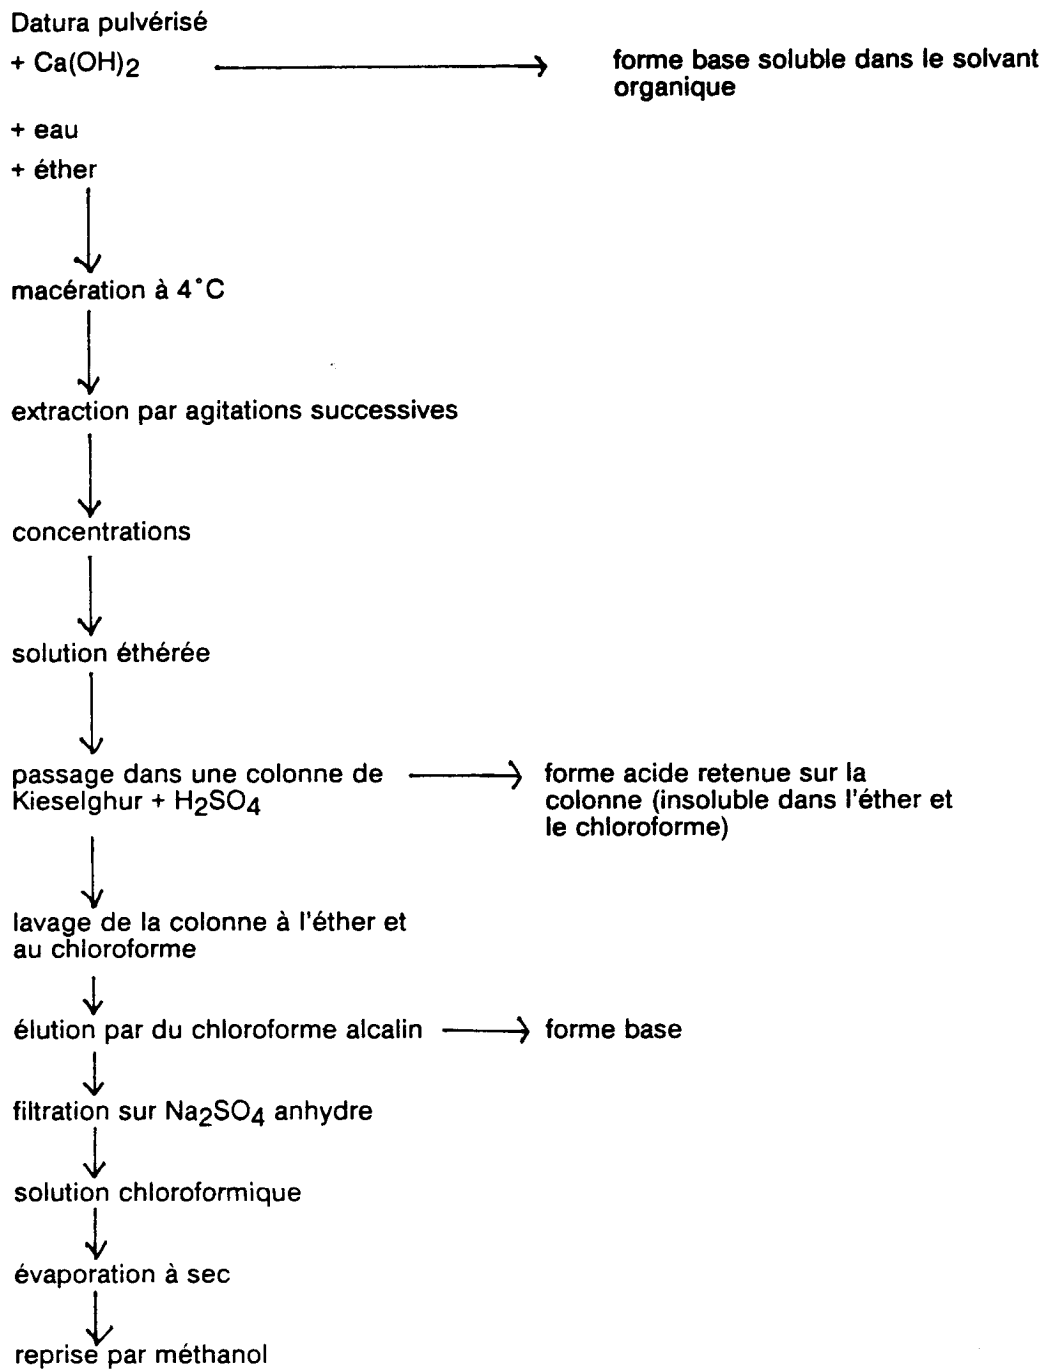 Datura pulvérisé
+ Ca(OH)2
forme base soluble dans le solvant
organique
+ eau
+ éther
macération à 4°C
extraction par agitations successives
concentrations
solution éthérée
passage dans une colonne de
Kieselghur + H2SO4
forme acide retenue sur la
colonne (insoluble dans l'éther et
le chloroforme)
lavage de la colonne à l'éther et
au chloroforme
élution par du chloroforme alcalin
forme base
filtration sur Na2SO4 anhydre
solution chloroformique
évaporation à sec
reprise par méthanol